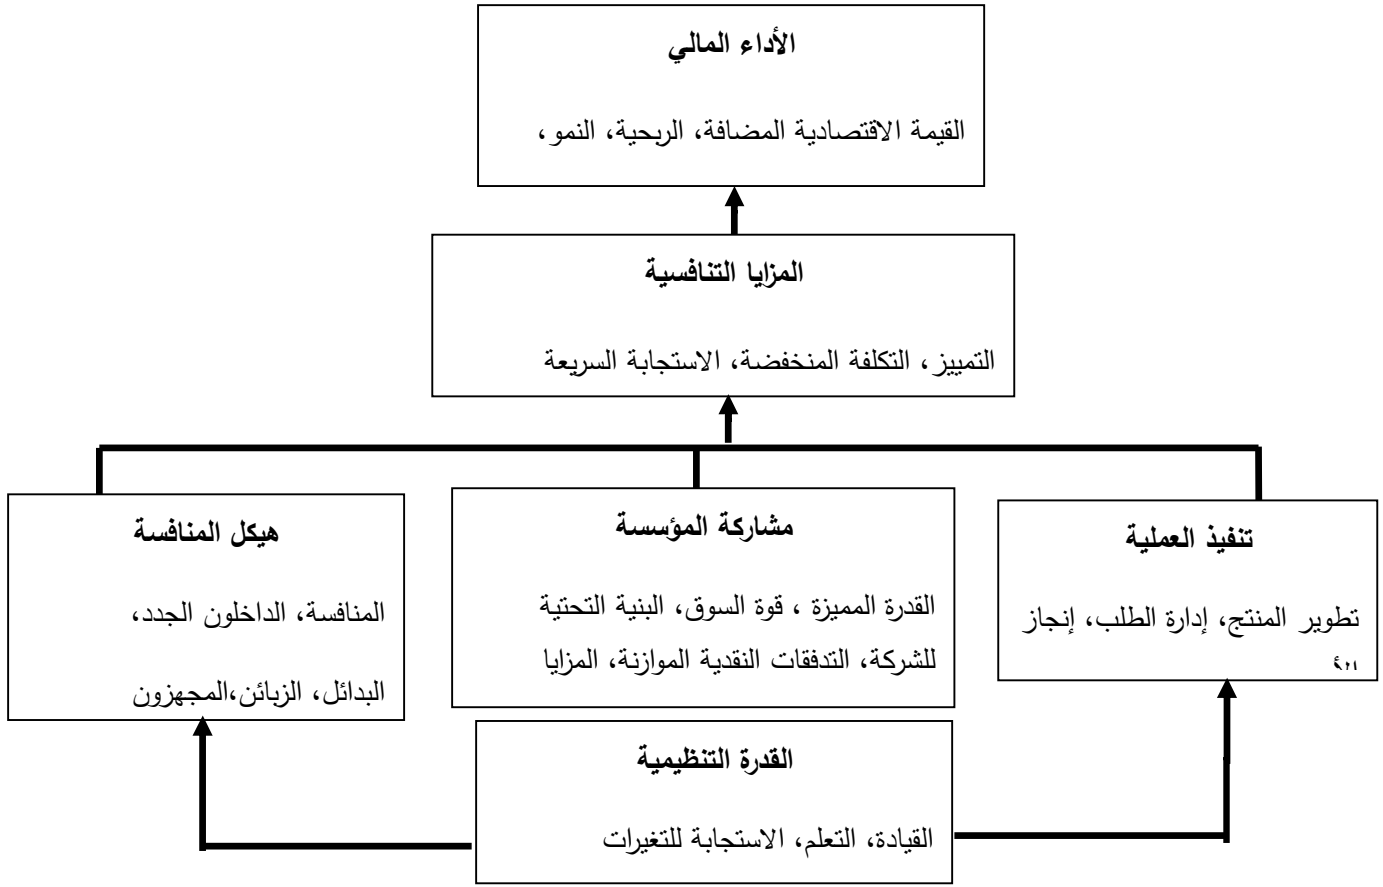 الأداء المالي
القيمة الاقتصادية المضافة، الربحية، النمو،
المزايا التنافسية
التمييز، التكلفة المنخفضة، الاستجابة السريعة
تنفيذ العملية
تطوير المنتج، إدارة الطلب، إنجاز
مشاركة المؤسسة
القدرة المميزة ، قوة السوق، البنية التحتية
للشركة، التدفقات النقدية الموازنة، المزايا
هيكل المنافسة
المنافسة، الداخلون الجدد،
البدائل، الزبائن،المجهزون
القدرة التنظيمية
القيادة، التعلم، الاستجابة للتغيرات